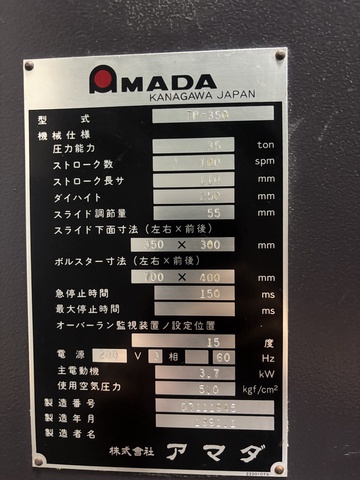 AMADA
KANAGAWA JAPAN
型 式 TP-35C
機械仕様
圧力能力 35 ton
ストローク数 spm
ストローク長サ mm
ダイハイト mm
スライド調節量 55 mm
スライド下面寸法 (左右×前後)
350 × 300 mm
ボルスター寸法 (左右×前後)
700 × 400 mm
急停止時間 150 ms
最大停止時間 ms
オーバーラン監視装置ノ設定位置
15 度
電源 200 V 3 相 60 Hz
主電動機 3.7 kW
使用空気圧力 5.0 kgf/cm²
製造番号
製造年月
製造者名
株式会社 アマダ